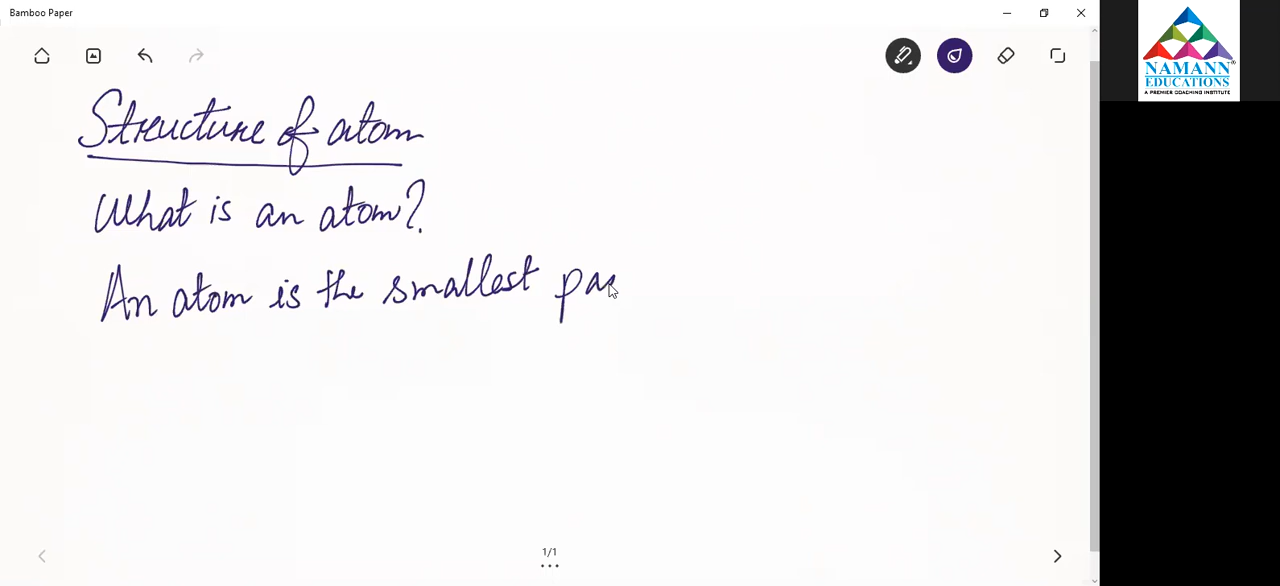 Bamboo Paper
NAMANN®
EDUCATIONS
A PREMIER COACHING INSTITUTE
Structure of atom
What is an atom?
An atom is the smallest pa
1/1